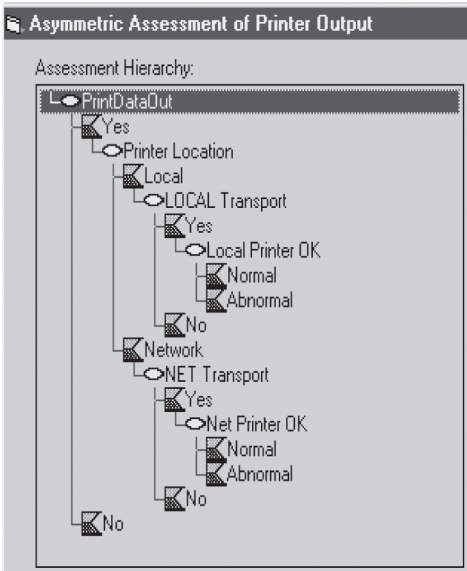 Asymmetric Assessment of Printer Output
Assessment Hierarchy:
PrintDataOut
Yes
Printer Location
Local
LOCAL Transport
Yes
Local Printer OK
Normal
Abnormal
No
Network
NET Transport
Yes
Net Printer OK
Normal
Abnormal
No
No